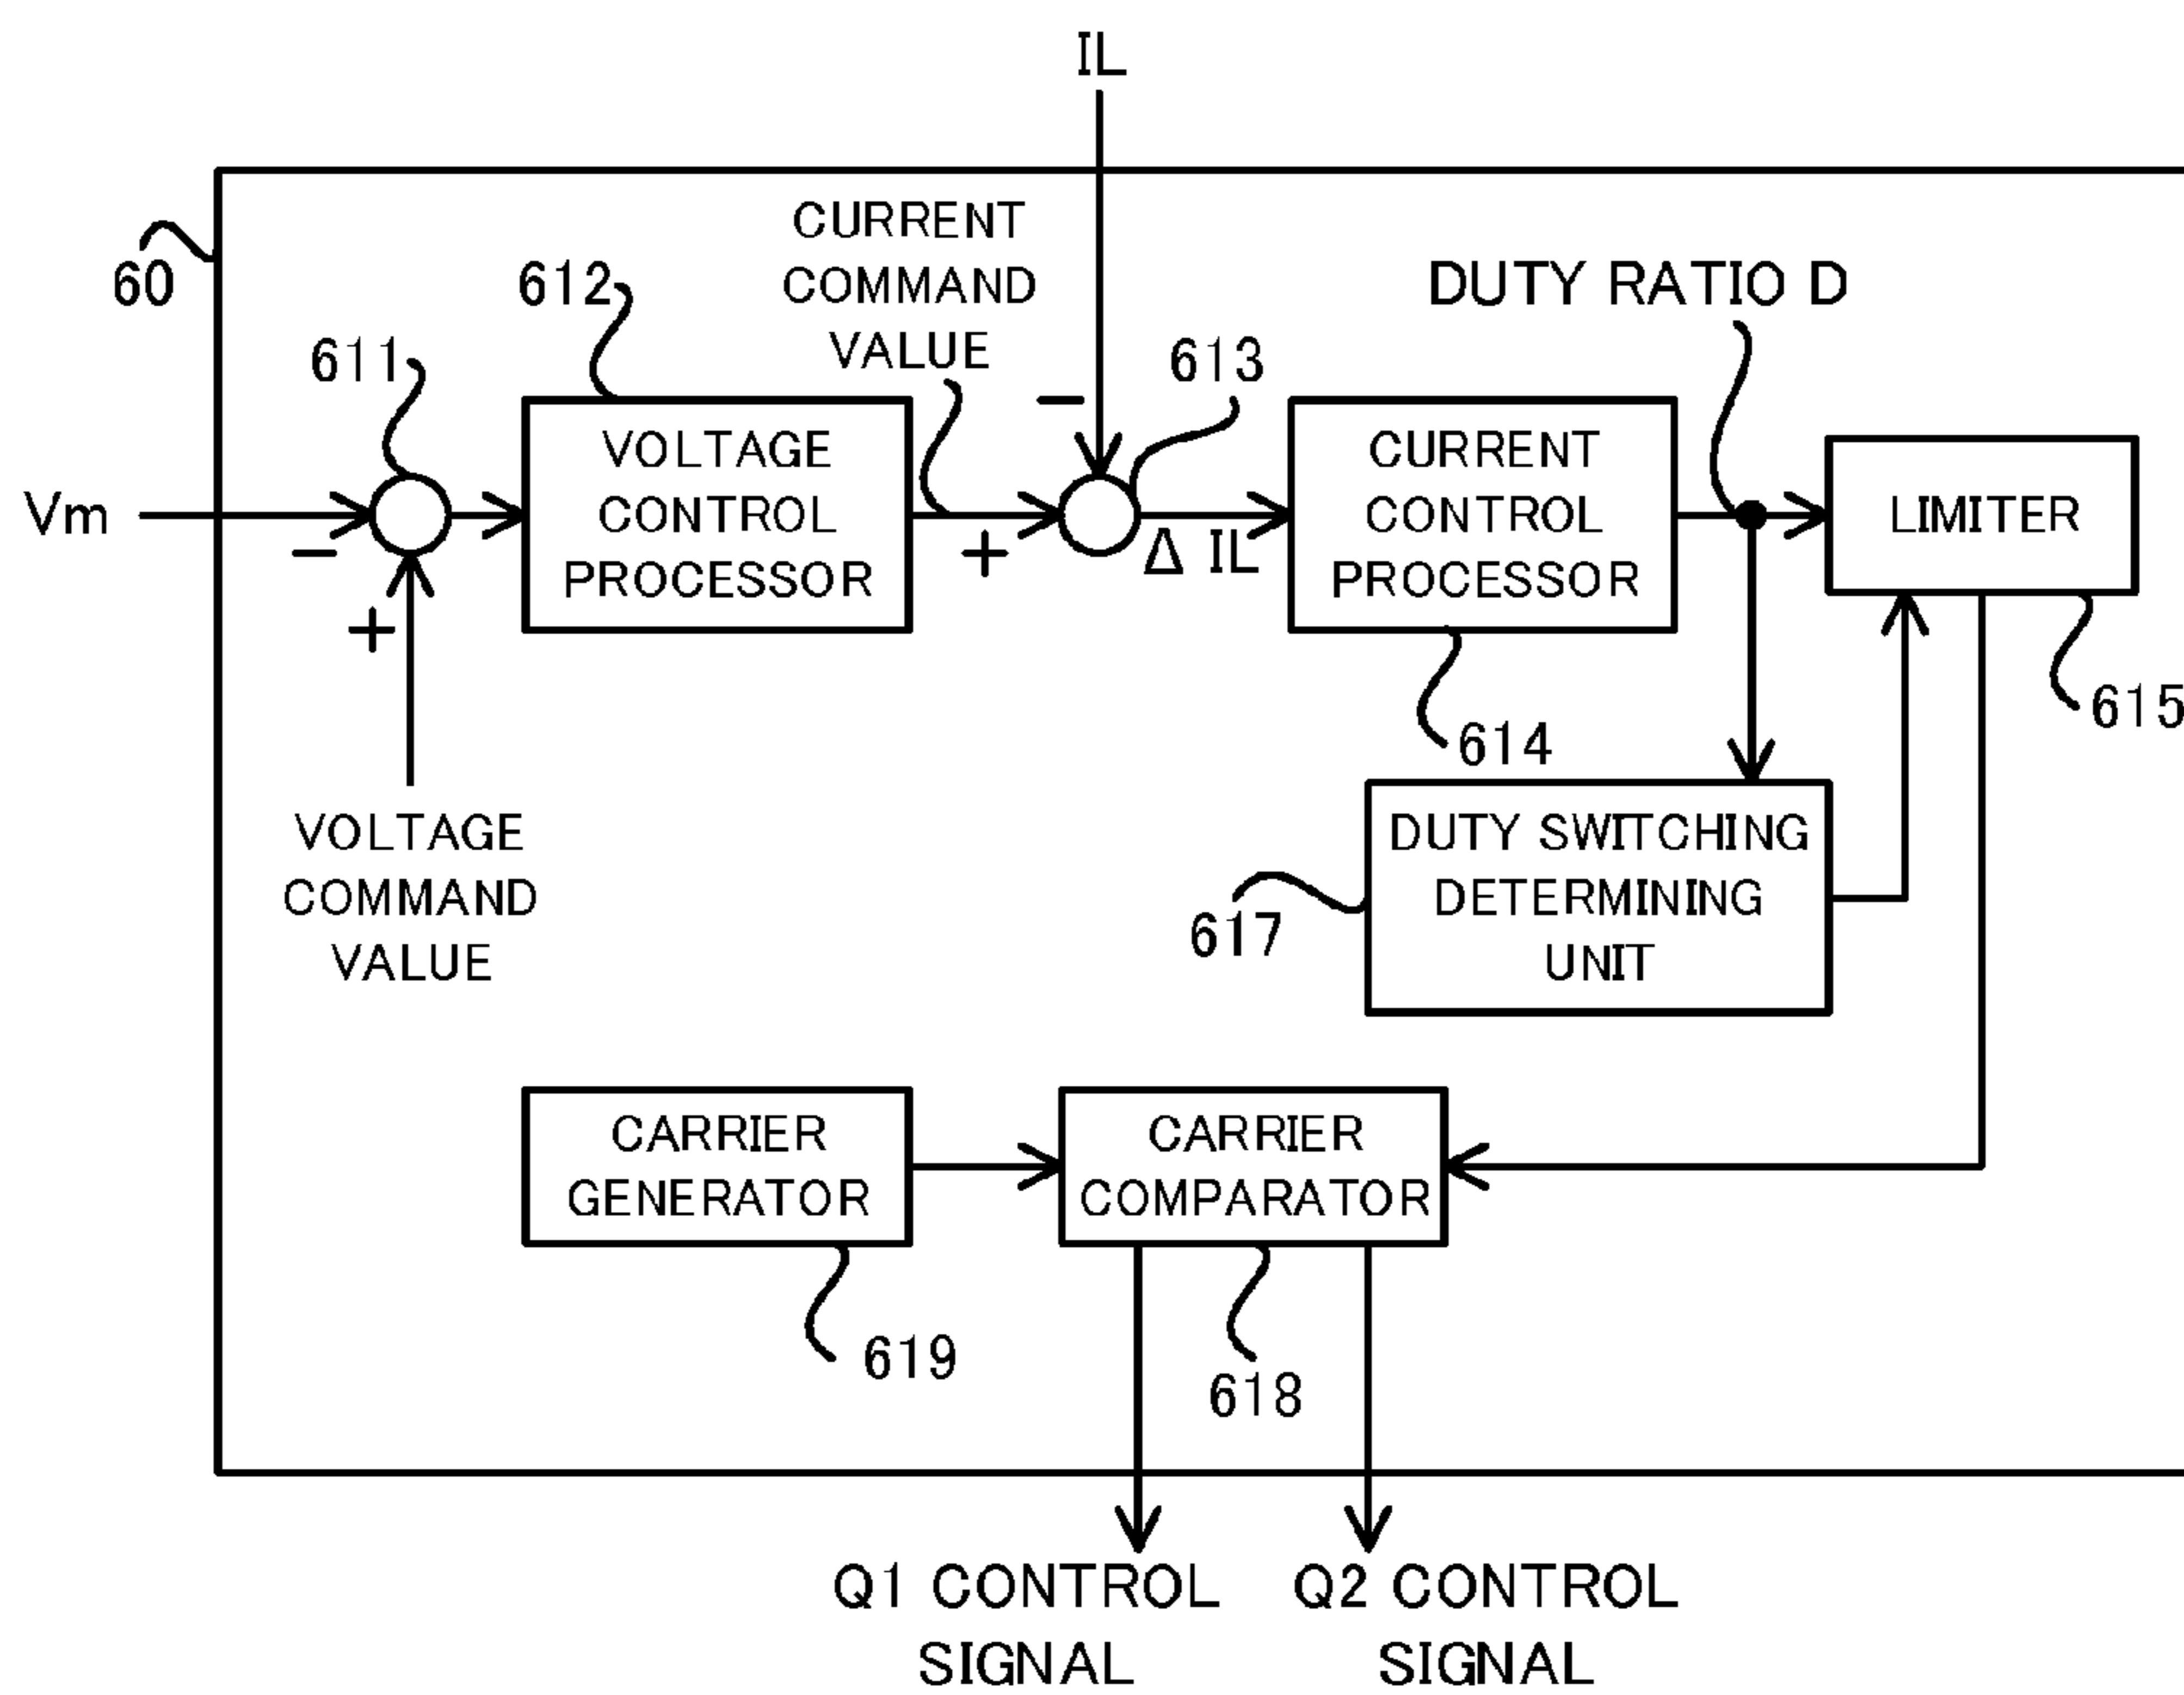 IL
CURRENT
COMMAND
VALUE
60
612
DUTY RATIO D
611
613
VOLTAGE
CONTROL
PROCESSOR
CURRENT
CONTROL
PROCESSOR
LIMITER
Vm
−
+
−
+
Δ IL
614
615
VOLTAGE
COMMAND
VALUE
DUTY SWITCHING
DETERMINING
UNIT
617
CARRIER
GENERATOR
CARRIER
COMPARATOR
619
618
Q1 CONTROL
SIGNAL
Q2 CONTROL
SIGNAL